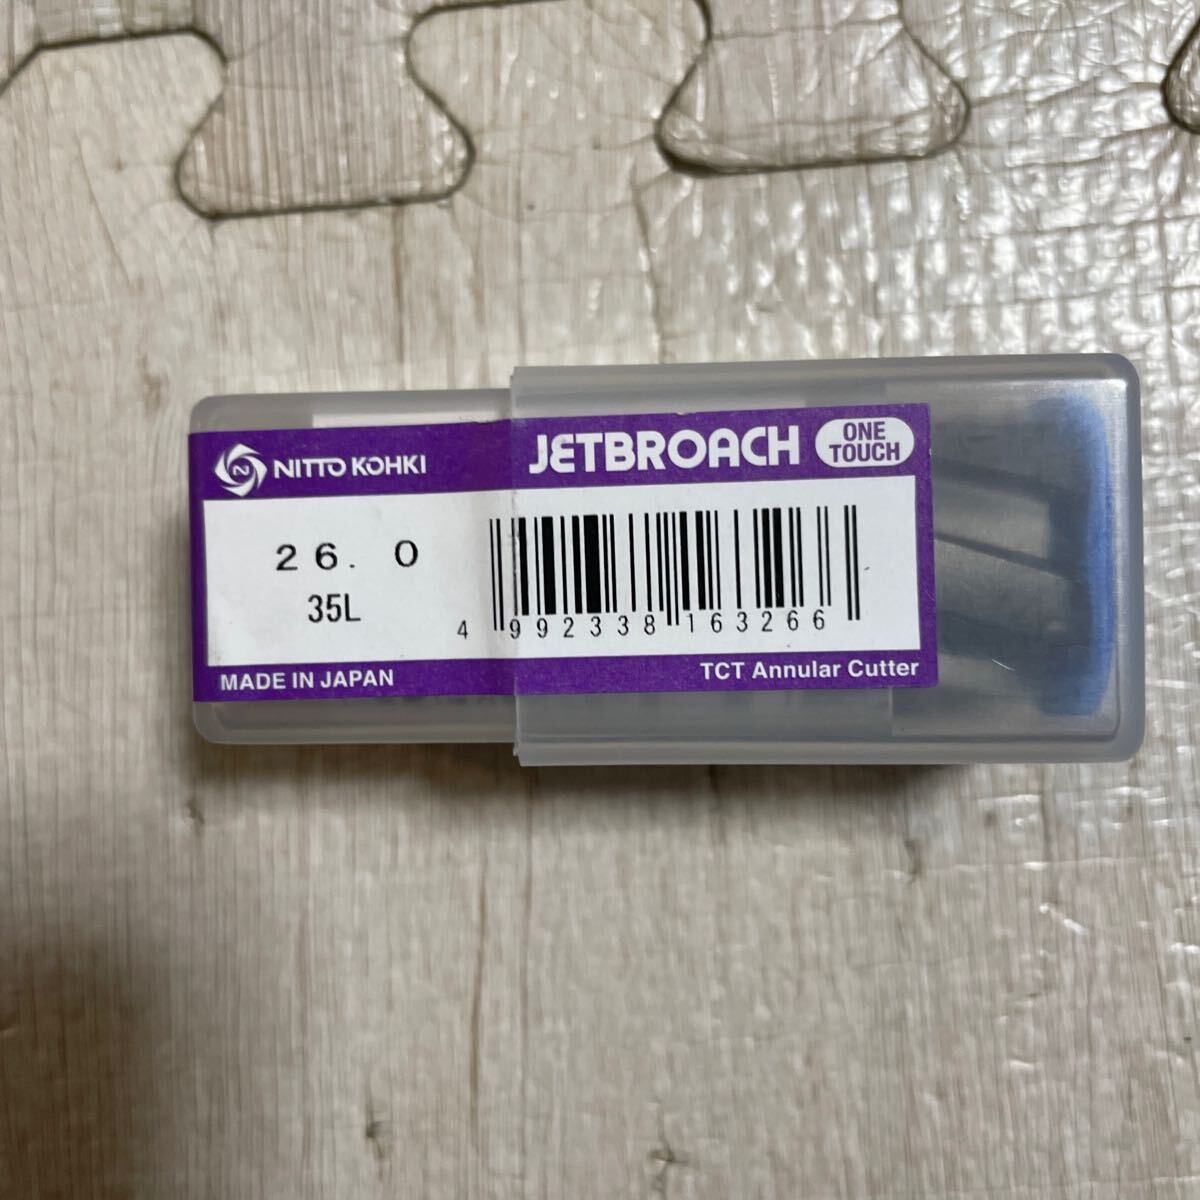 NITTO KOHKI
JETBROACH
ONE
TOUCH
26.0
35L
4 992338 163266
MADE IN JAPAN
TCT Annular Cutter